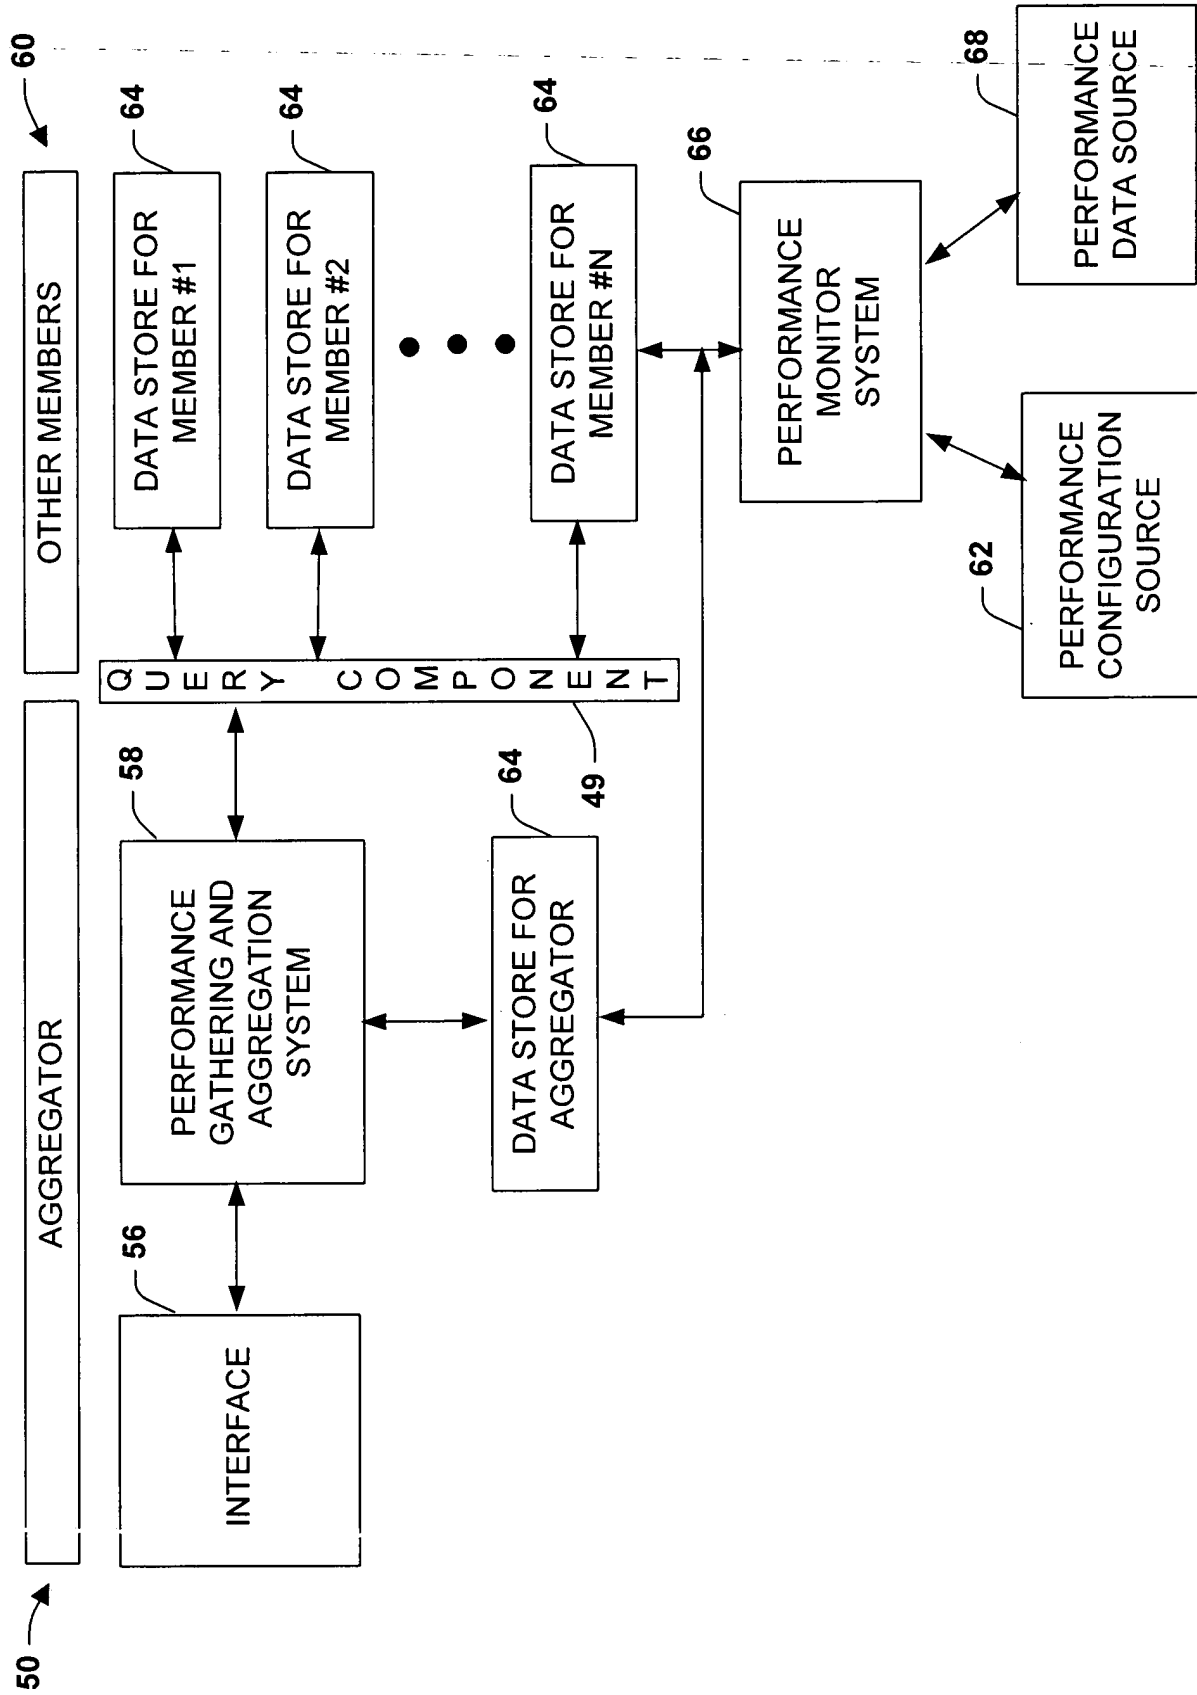 50
AGGREGATOR
OTHER MEMBERS
60
INTERFACE
56
PERFORMANCE
GATHERING AND
AGGREGATION
SYSTEM
58
QUERY COMPONENT
49
DATA STORE FOR
MEMBER #1
64
DATA STORE FOR
MEMBER #2
64
DATA STORE FOR
MEMBER #N
64
DATA STORE FOR
AGGREGATOR
64
PERFORMANCE
MONITOR
SYSTEM
66
PERFORMANCE
CONFIGURATION
SOURCE
62
PERFORMANCE
DATA SOURCE
68